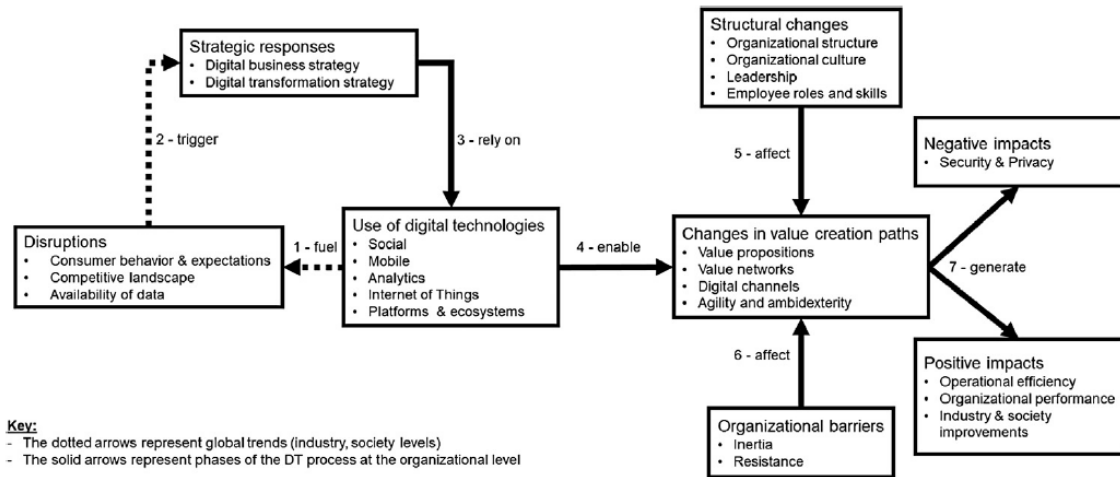 Strategic responses
• Digital business strategy
• Digital transformation strategy
2 - trigger
3 - rely on
Disruptions
• Consumer behavior & expectations
• Competitive landscape
• Availability of data
1 - fuel
Use of digital technologies
• Social
• Mobile
• Analytics
• Internet of Things
• Platforms & ecosystems
4 - enable
Structural changes
• Organizational structure
• Organizational culture
• Leadership
• Employee roles and skills
5 - affect
Changes in value creation paths
• Value propositions
• Value networks
• Digital channels
• Agility and ambidexterity
6 - affect
Organizational barriers
• Inertia
• Resistance
7 - generate
Negative impacts
• Security & Privacy
Positive impacts
• Operational efficiency
• Organizational performance
• Industry & society
improvements
Key:
- The dotted arrows represent global trends (industry, society levels)
- The solid arrows represent phases of the DT process at the organizational level